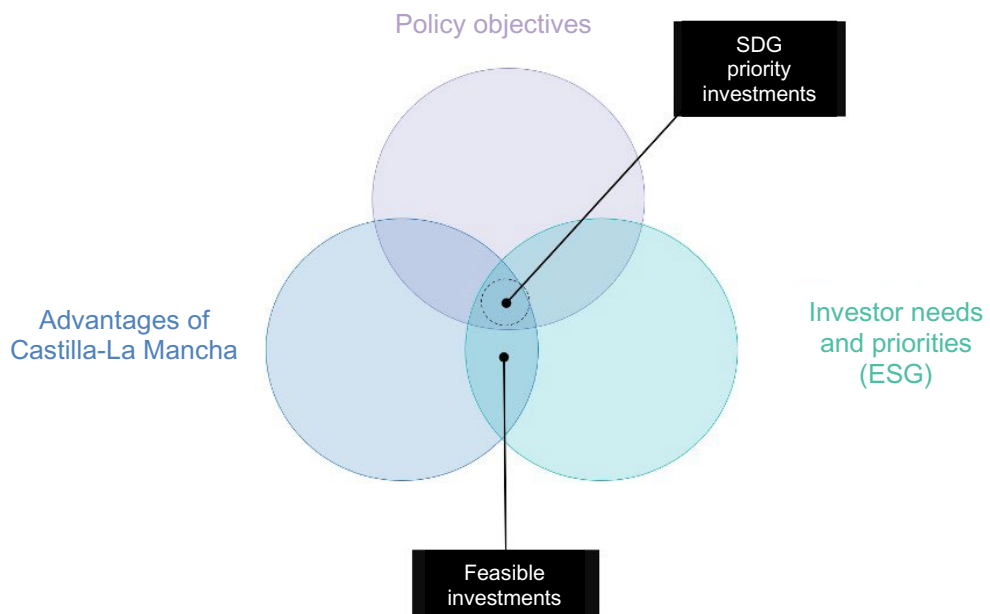 Policy objectives
SDG
priority
investments
Advantages of
Castilla-La Mancha
Investor needs
and priorities
(ESG)
Feasible
investments